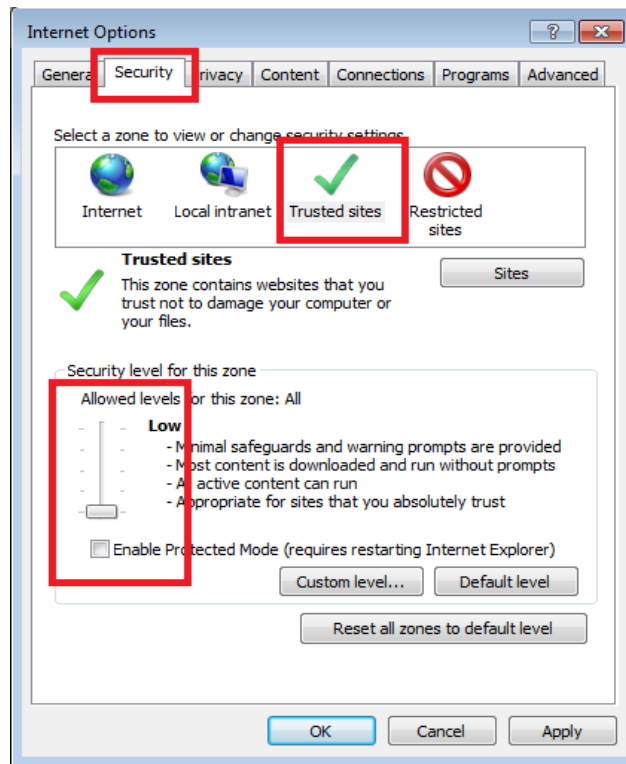 Internet Options
General Security Privacy Content Connections Programs Advanced
Select a zone to view or change security settings.
Internet Local intranet Trusted sites Restricted sites
Trusted sites
This zone contains websites that you
trust not to damage your computer or
your files.
Sites
Security level for this zone
Allowed levels for this zone: All
Low
- Minimal safeguards and warning prompts are provided
- Most content is downloaded and run without prompts
- All active content can run
- Appropriate for sites that you absolutely trust
Enable Protected Mode (requires restarting Internet Explorer)
Custom level... Default level
Reset all zones to default level
OK Cancel Apply